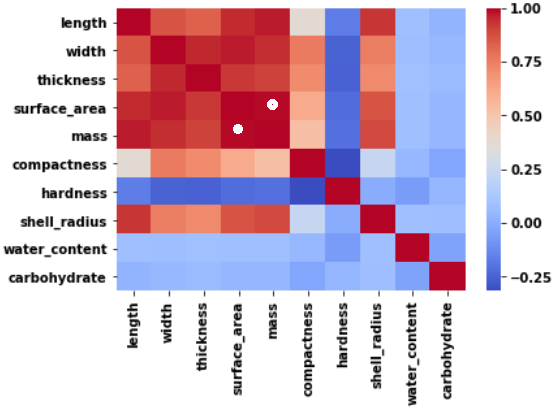 length
width
thickness
surface_area
mass
compactness
hardness
shell_radius
water_content
carbohydrate
length
width
thickness
surface_area
mass
compactness
hardness
shell_radius
water_content
carbohydrate
1.00
0.75
0.50
0.25
0.00
−0.25